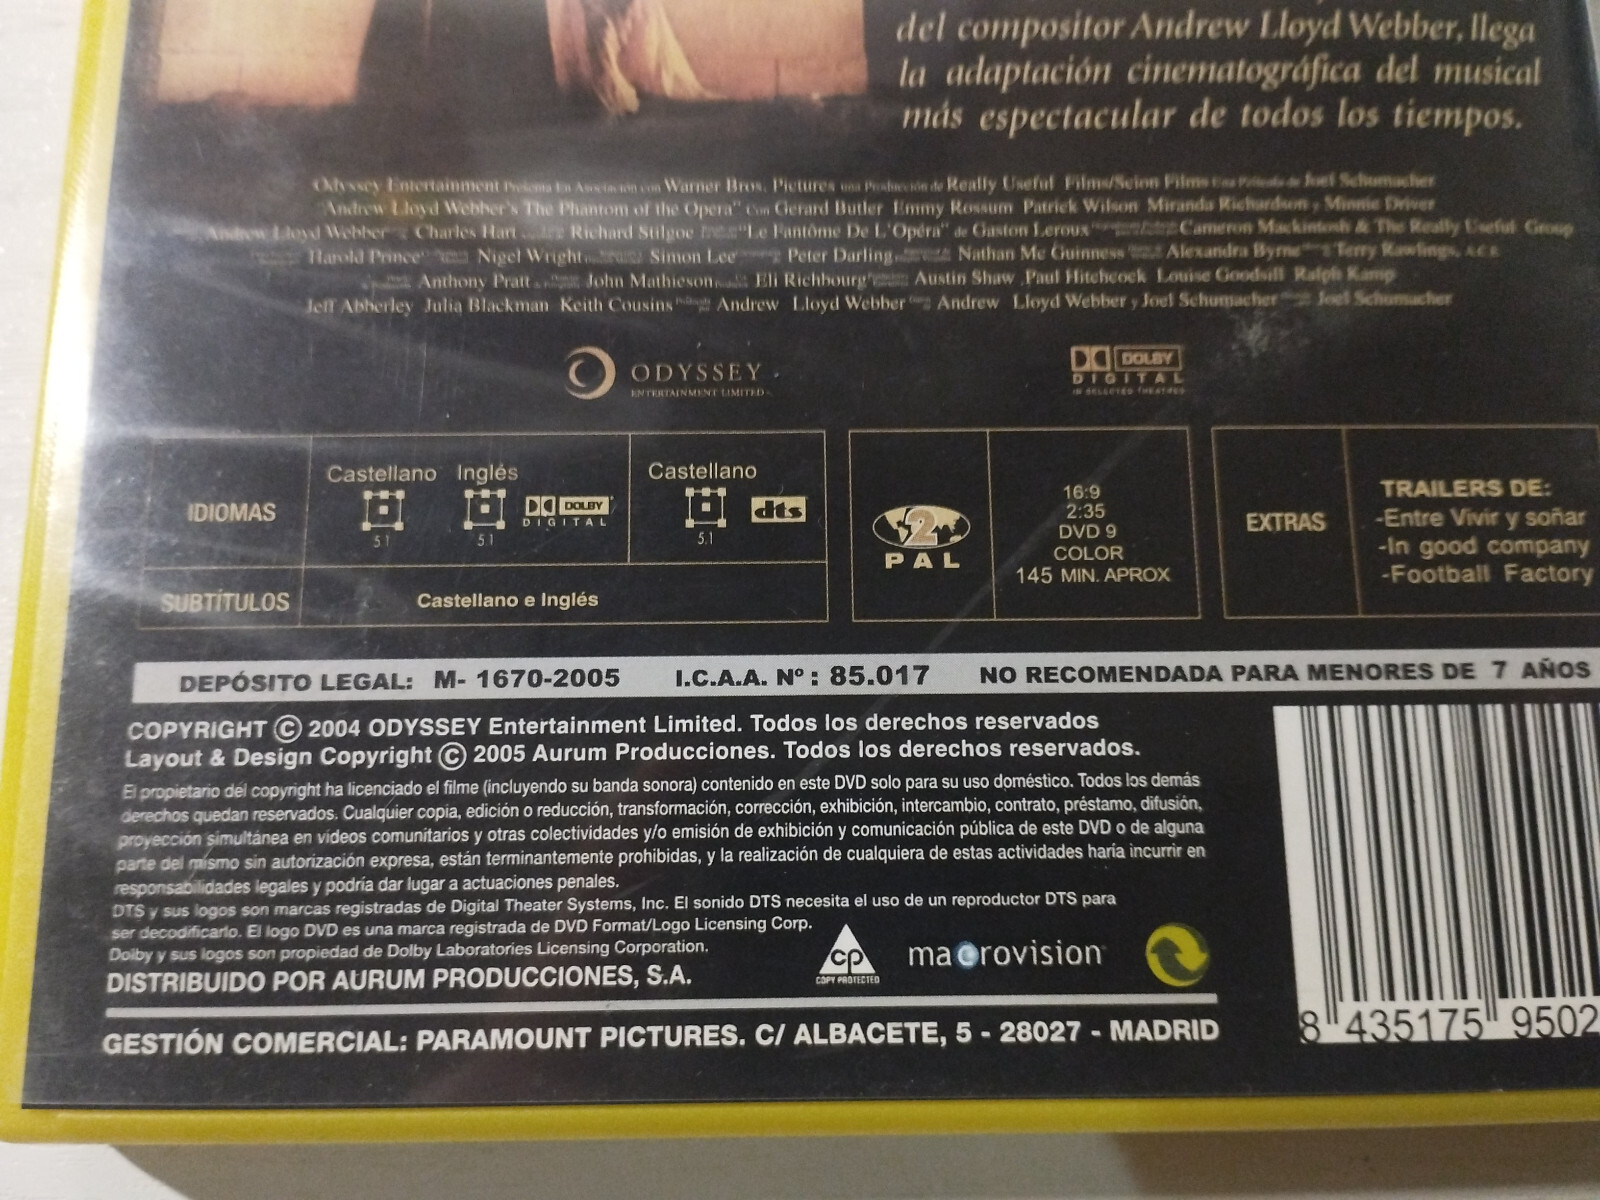 del compositor Andrew Lloyd Webber, llega
la adaptación cinematográfica del musical
más espectacular de todos los tiempos.
Odyssey Entertainment Presenta En Asociación con Warner Bros. Pictures una Producción de Really Useful Films/Scion Films Una Película de Joel Schumacher
"Andrew Lloyd Webber's The Phantom of the Opera" Con Gerard Butler Emmy Rossum Patrick Wilson Miranda Richardson y Minnie Driver
Andrew Lloyd Webber Charles Hart Richard Stilgoe "Le Fantôme De L'Opéra" de Gaston Leroux Cameron Mackintosh & The Really Useful Group
Harold Prince Nigel Wright Simon Lee Peter Darling Nathan Mc Guinness Alexandra Byrne Terry Rawlings, A.C.E.
Anthony Pratt John Mathieson Eli Richbourg Austin Shaw Paul Hitchcock Louise Goodsill Ralph Kamp
Jeff Abberley Julia Blackman Keith Cousins Andrew Lloyd Webber Andrew Lloyd Webber y Joel Schumacher Joel Schumacher
ODYSSEY
ENTERTAINMENT LIMITED
DOLBY
DIGITAL
IN SELECTED THEATRES
IDIOMAS
Castellano Inglés
5.1 5.1
DOLBY
DIGITAL
Castellano
5.1
dts
SUBTÍTULOS
Castellano e Inglés
2
PAL
16:9
2:35
DVD 9
COLOR
145 MIN. APROX
EXTRAS
TRAILERS DE:
-Entre Vivir y soñar
-In good company
-Football Factory
DEPÓSITO LEGAL: M- 1670-2005 I.C.A.A. Nº : 85.017 NO RECOMENDADA PARA MENORES DE 7 AÑOS
COPYRIGHT © 2004 ODYSSEY Entertainment Limited. Todos los derechos reservados
Layout & Design Copyright © 2005 Aurum Producciones. Todos los derechos reservados.
El propietario del copyright ha licenciado el filme (incluyendo su banda sonora) contenido en este DVD solo para su uso doméstico. Todos los demás
derechos quedan reservados. Cualquier copia, edición o reducción, transformación, corrección, exhibición, intercambio, contrato, préstamo, difusión,
proyección simultánea en vídeos comunitarios y otras colectividades y/o emisión de exhibición y comunicación pública de este DVD o de alguna
parte del mismo sin autorización expresa, están terminantemente prohibidas, y la realización de cualquiera de estas actividades haría incurrir en
responsabilidades legales y podría dar lugar a actuaciones penales.
DTS y sus logos son marcas registradas de Digital Theater Systems, Inc. El sonido DTS necesita el uso de un reproductor DTS para
ser decodificarlo. El logo DVD es una marca registrada de DVD Format/Logo Licensing Corp.
Dolby y sus logos son propiedad de Dolby Laboratories Licensing Corporation.
DISTRIBUIDO POR AURUM PRODUCCIONES, S.A.
cp
COPY PROTECTED
macrovision
GESTIÓN COMERCIAL: PARAMOUNT PICTURES. C/ ALBACETE, 5 - 28027 - MADRID
8 435175 9502